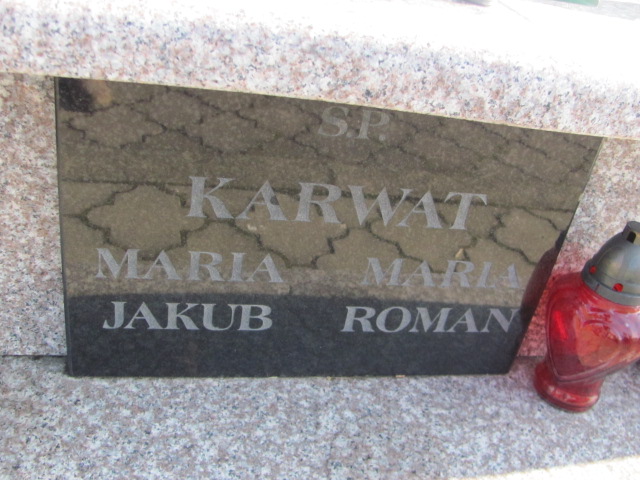 S.P.
KARWAT
MARIA MARIA
JAKUB ROMAN